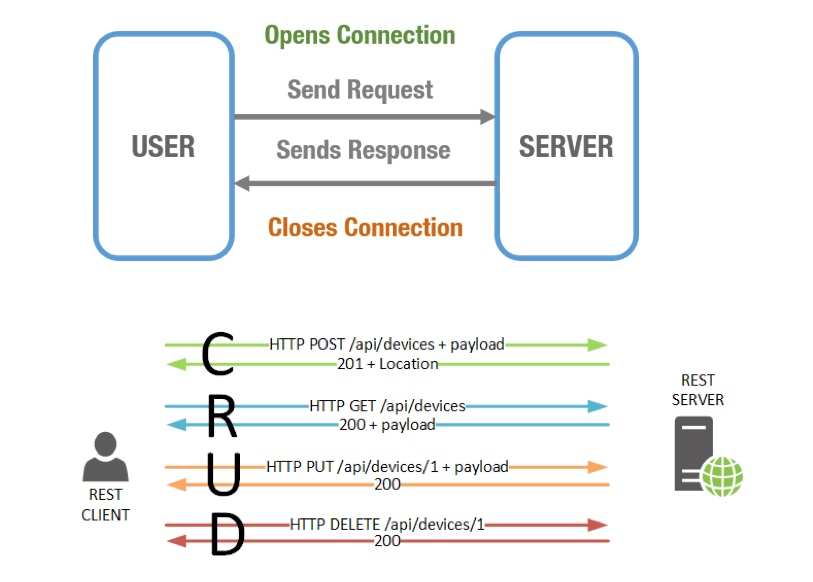 Opens Connection
Send Request
USER
Sends Response
SERVER
Closes Connection
C
HTTP POST /api/devices + payload
201 + Location
REST
SERVER
R
HTTP GET /api/devices
200 + payload
U
HTTP PUT /api/devices/1 + payload
200
REST
CLIENT
D
HTTP DELETE /api/devices/1
200